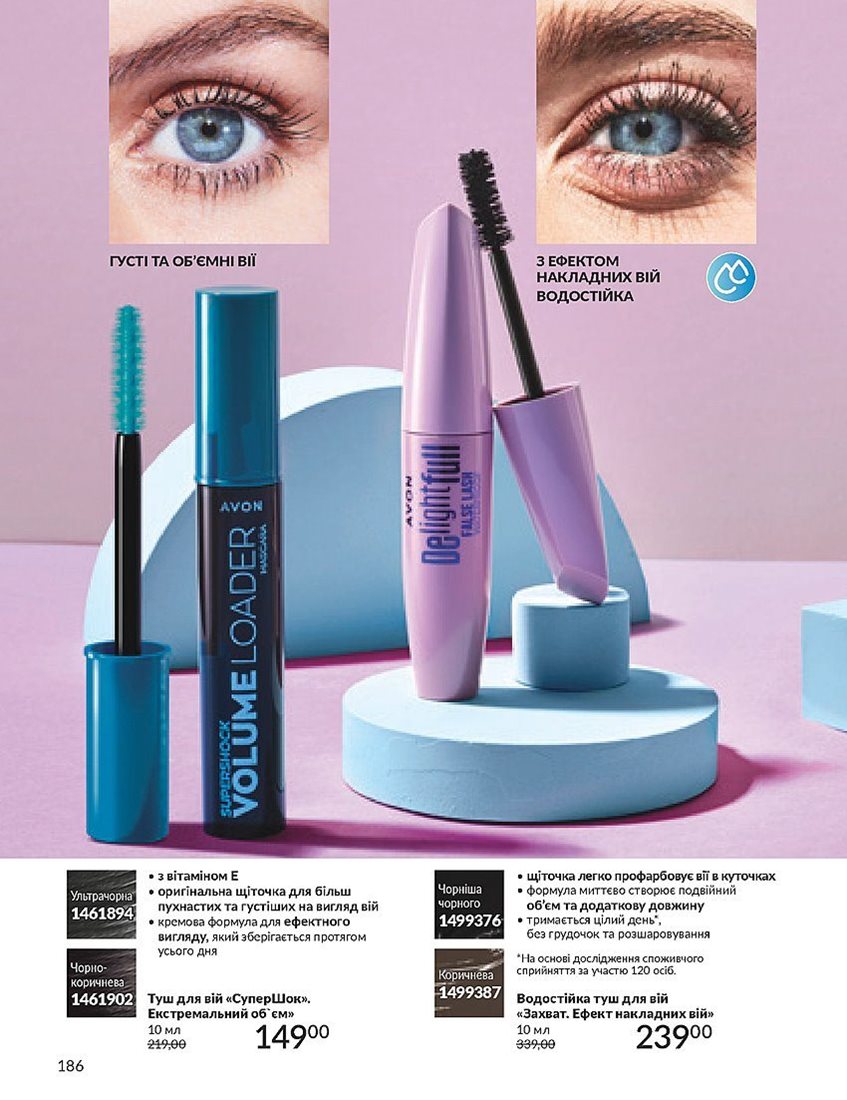 ГУСТІ ТА ОБ’ЄМНІ ВІЇ
З ЕФЕКТОМ
НАКЛАДНИХ ВІЙ
ВОДОСТІЙКА
AVON
SUPERSHOCK
VOLUME LOADER
MASCARA
AVON
Delightfull
FALSE LASH
WATERPROOF
Ультрачорна
1461894
Чорно-
коричнева
1461902
• з вітаміном Е
• оригінальна щіточка для більш
пухнастих та густіших на вигляд вій
• кремова формула для ефектного
вигляду, який зберігається протягом
усього дня
Туш для вій «СуперШок».
Екстремальний об`єм»
10 мл
219,00
14900
Чорніша
чорного
1499376
Коричнева
1499387
• щіточка легко профарбовує вії в куточках
• формула миттєво створює подвійний
об’єм та додаткову довжину
• тримається цілий день*,
без грудочок та розшаровування
*На основі дослідження споживчого
сприйняття за участю 120 осіб.
Водостійка туш для вій
«Захват. Ефект накладних вій»
10 мл
339,00
23900
186